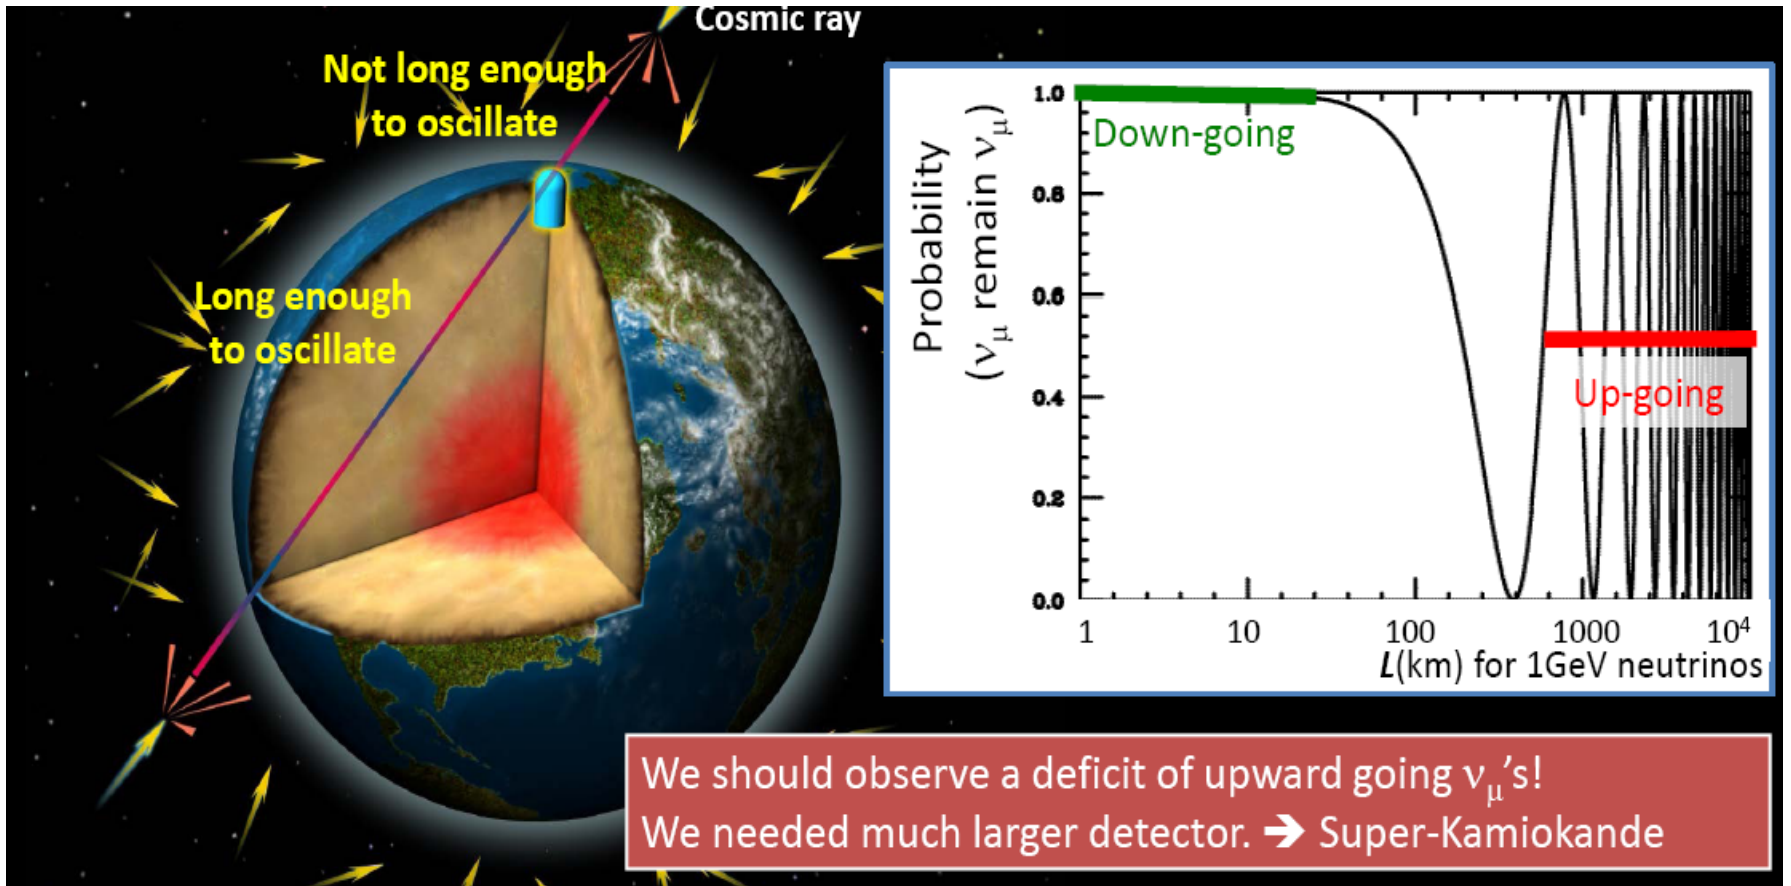 Cosmic ray
Not long enough
to oscillate
Long enough
to oscillate
Probability
(νμ remain νμ)
1.0
0.8
0.6
0.4
0.2
0.0
Down-going
Up-going
1 10 100 1000 10⁴
L(km) for 1GeV neutrinos
We should observe a deficit of upward going νμ's!
We needed much larger detector. ➔ Super-Kamiokande